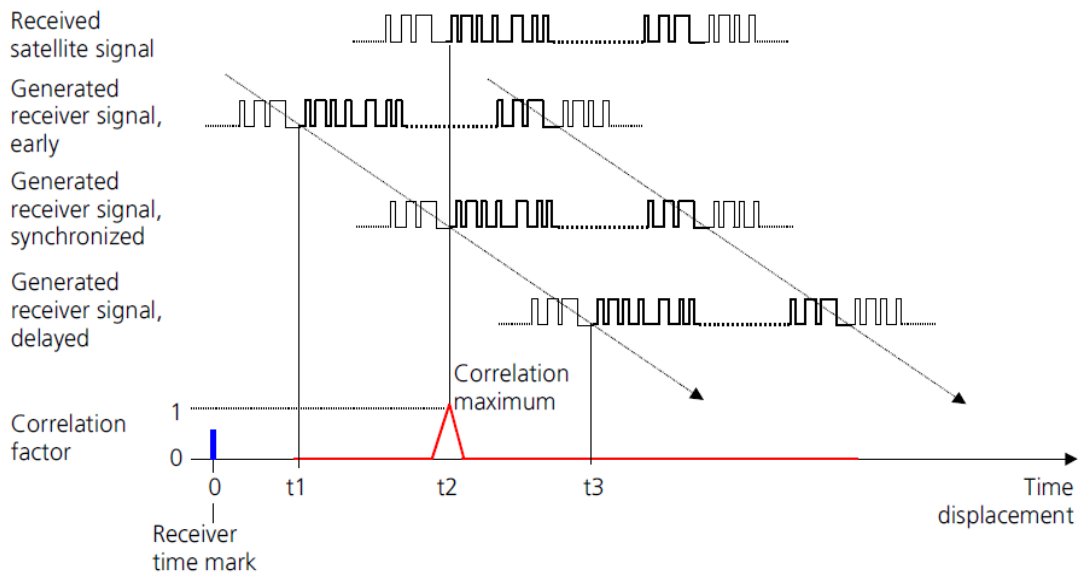 Received
satellite signal
Generated
receiver signal,
early
Generated
receiver signal,
synchronized
Generated
receiver signal,
delayed
Correlation
maximum
1
Correlation
factor
0
0
t1
t2
t3
Time
displacement
Receiver
time mark